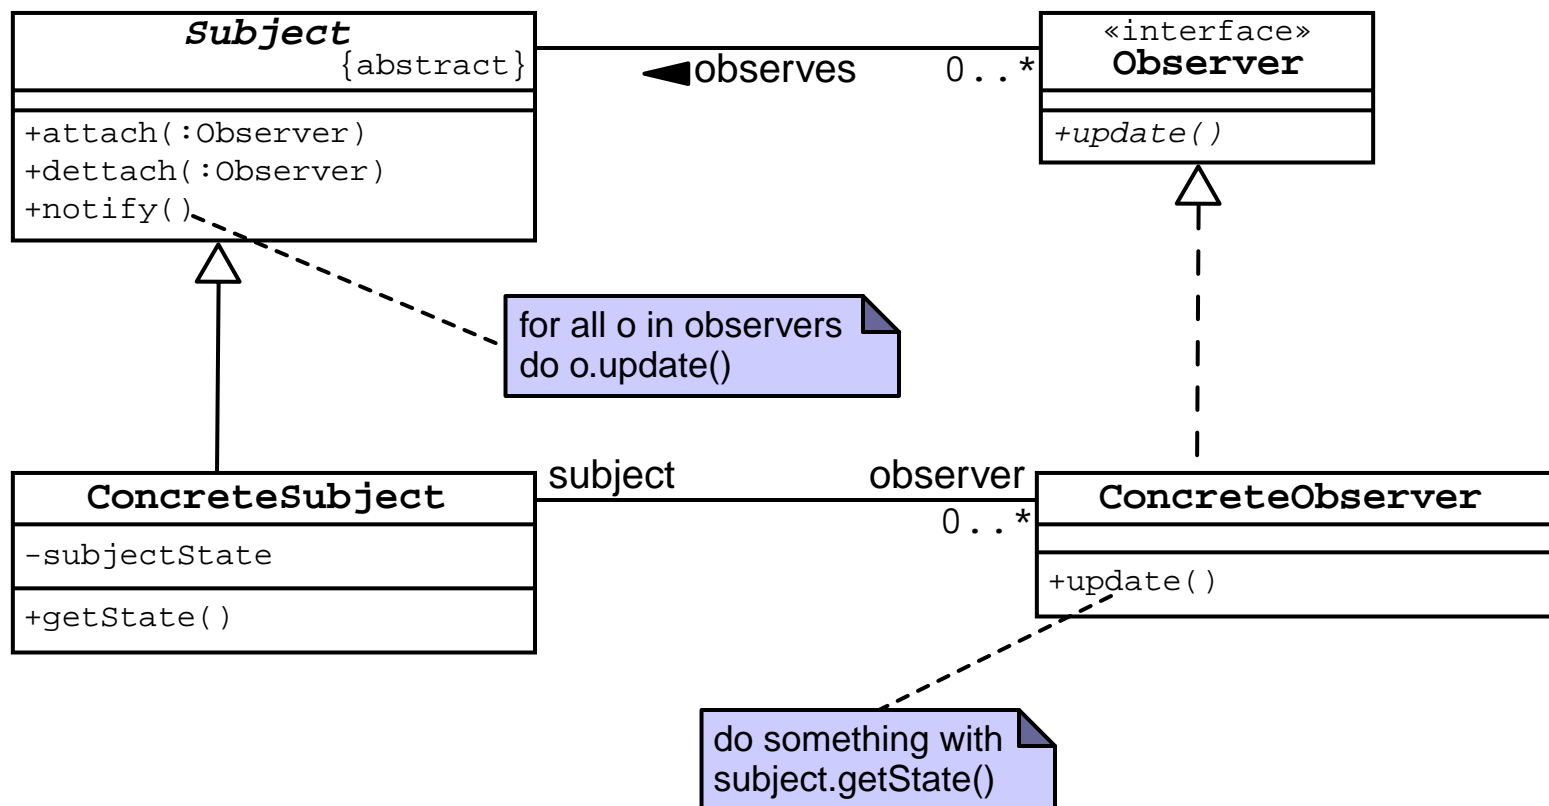 Subject
{abstract}
+attach(:Observer)
+dettach(:Observer)
+notify()
observes
0..*
«interface»
Observer
+update()
for all o in observers
do o.update()
ConcreteSubject
-subjectState
+getState()
subject
observer
0..*
ConcreteObserver
+update()
do something with
subject.getState()